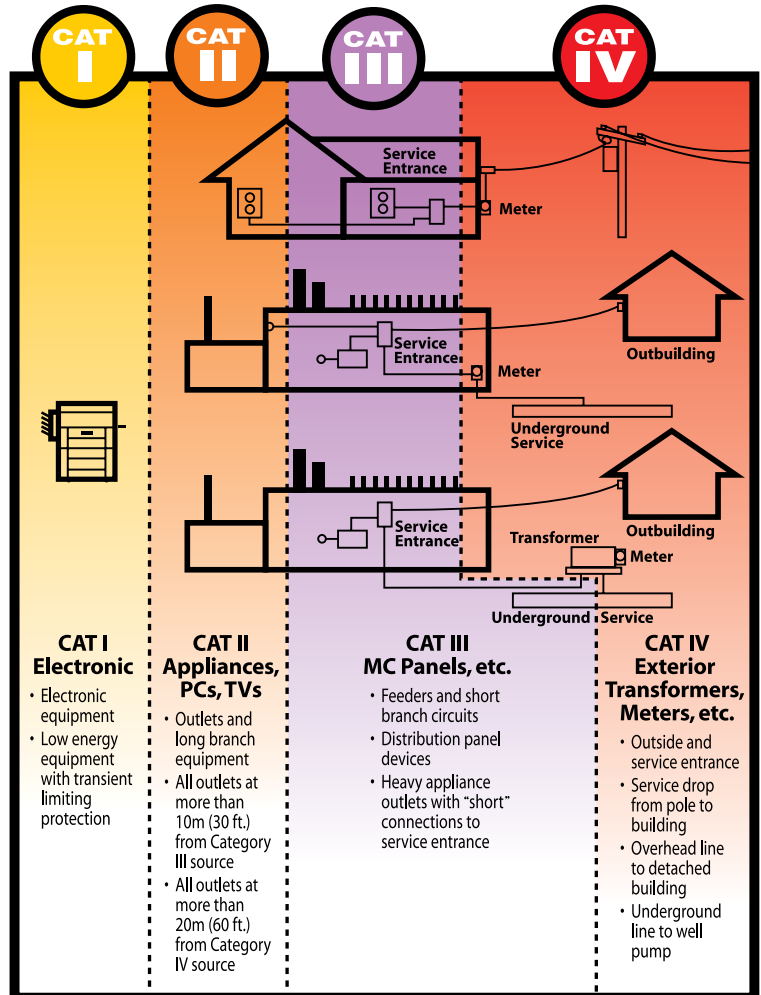 CAT
I
CAT
II
CAT
III
CAT
IV
Service
Entrance
Meter
Service
Entrance
Meter
Outbuilding
Underground
Service
Service
Entrance
Outbuilding
Transformer
Meter
Underground Service
CAT I
Electronic
• Electronic
equipment
• Low energy
equipment
with transient
limiting
protection
CAT II
Appliances,
PCs, TVs
• Outlets and
long branch
equipment
• All outlets at
more than
10m (30 ft.)
from Category
III source
• All outlets at
more than
20m (60 ft.)
from Category
IV source
CAT III
MC Panels, etc.
• Feeders and short
branch circuits
• Distribution panel
devices
• Heavy appliance
outlets with “short”
connections to
service entrance
CAT IV
Exterior
Transformers,
Meters, etc.
• Outside and
service entrance
• Service drop
from pole to
building
• Overhead line
to detached
building
• Underground
line to well
pump